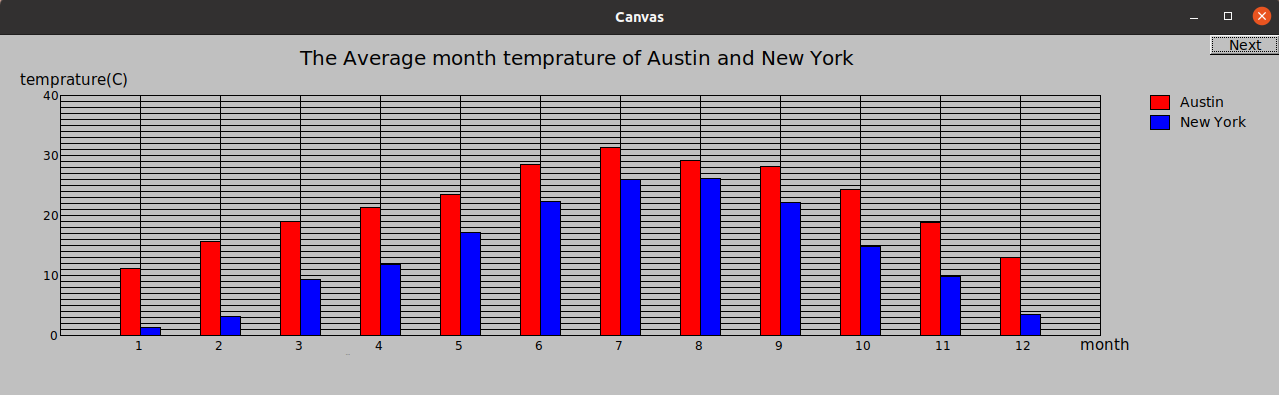 Canvas
Next
The Average month temprature of Austin and New York
temprature(C)
40
30
20
10
0
Austin
New York
1 2 3 4 5 6 7 8 9 10 11 12 month